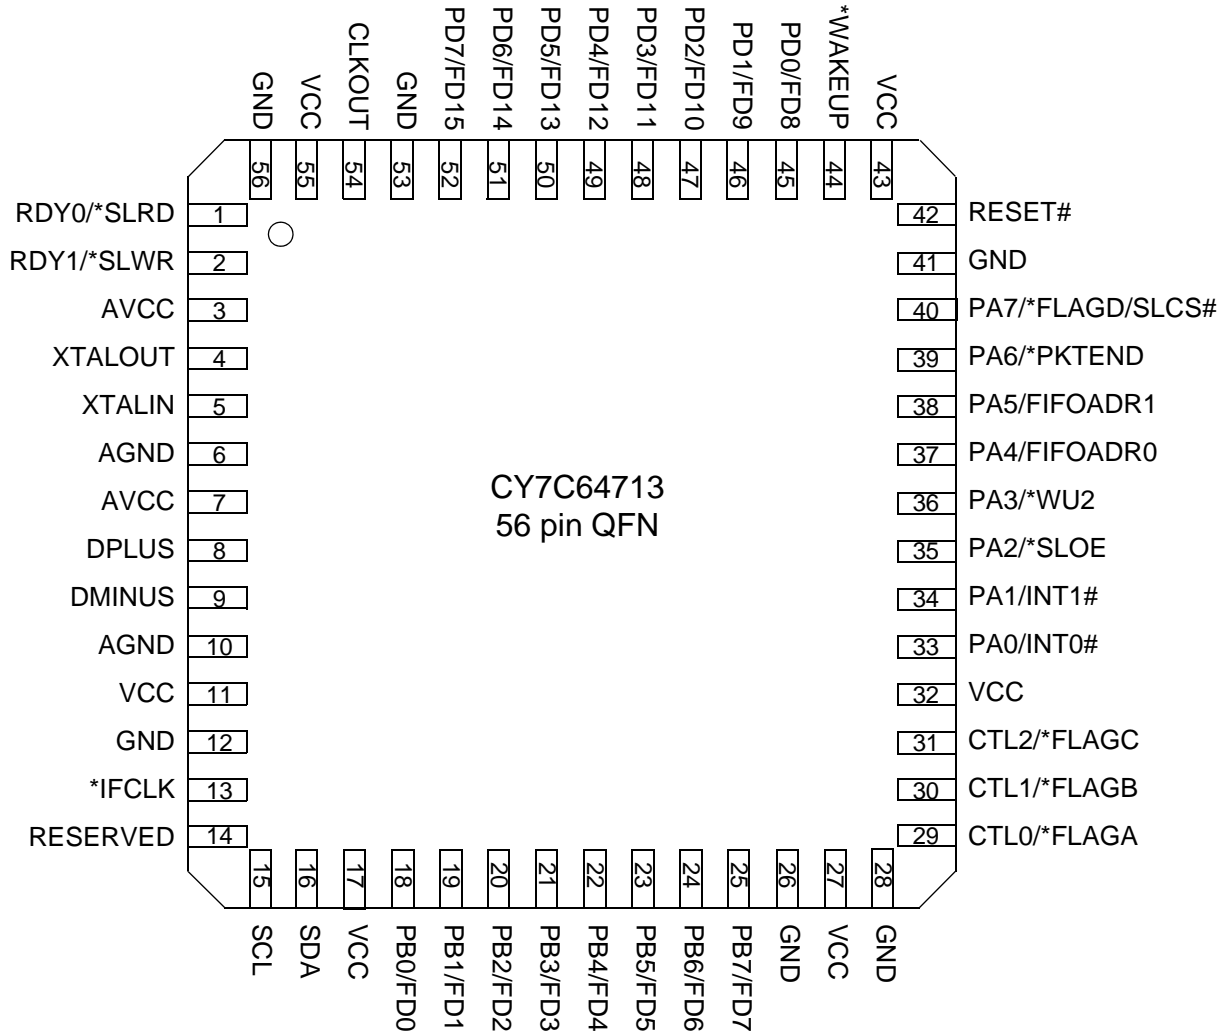 GND
VCC
CLKOUT
GND
PD7/FD15
PD6/FD14
PD5/FD13
PD4/FD12
PD3/FD11
PD2/FD10
PD1/FD9
PD0/FD8
*WAKEUP
VCC
56
55
54
53
52
51
50
49
48
47
46
45
44
43
RDY0/*SLRD 1
RDY1/*SLWR 2
AVCC 3
XTALOUT 4
XTALIN 5
AGND 6
AVCC 7
DPLUS 8
DMINUS 9
AGND 10
VCC 11
GND 12
*IFCLK 13
RESERVED 14
CY7C64713
56 pin QFN
42 RESET#
41 GND
40 PA7/*FLAGD/SLCS#
39 PA6/*PKTEND
38 PA5/FIFOADR1
37 PA4/FIFOADR0
36 PA3/*WU2
35 PA2/*SLOE
34 PA1/INT1#
33 PA0/INT0#
32 VCC
31 CTL2/*FLAGC
30 CTL1/*FLAGB
29 CTL0/*FLAGA
15
16
17
18
19
20
21
22
23
24
25
26
27
28
SCL
SDA
VCC
PB0/FD0
PB1/FD1
PB2/FD2
PB3/FD3
PB4/FD4
PB5/FD5
PB6/FD6
PB7/FD7
GND
VCC
GND